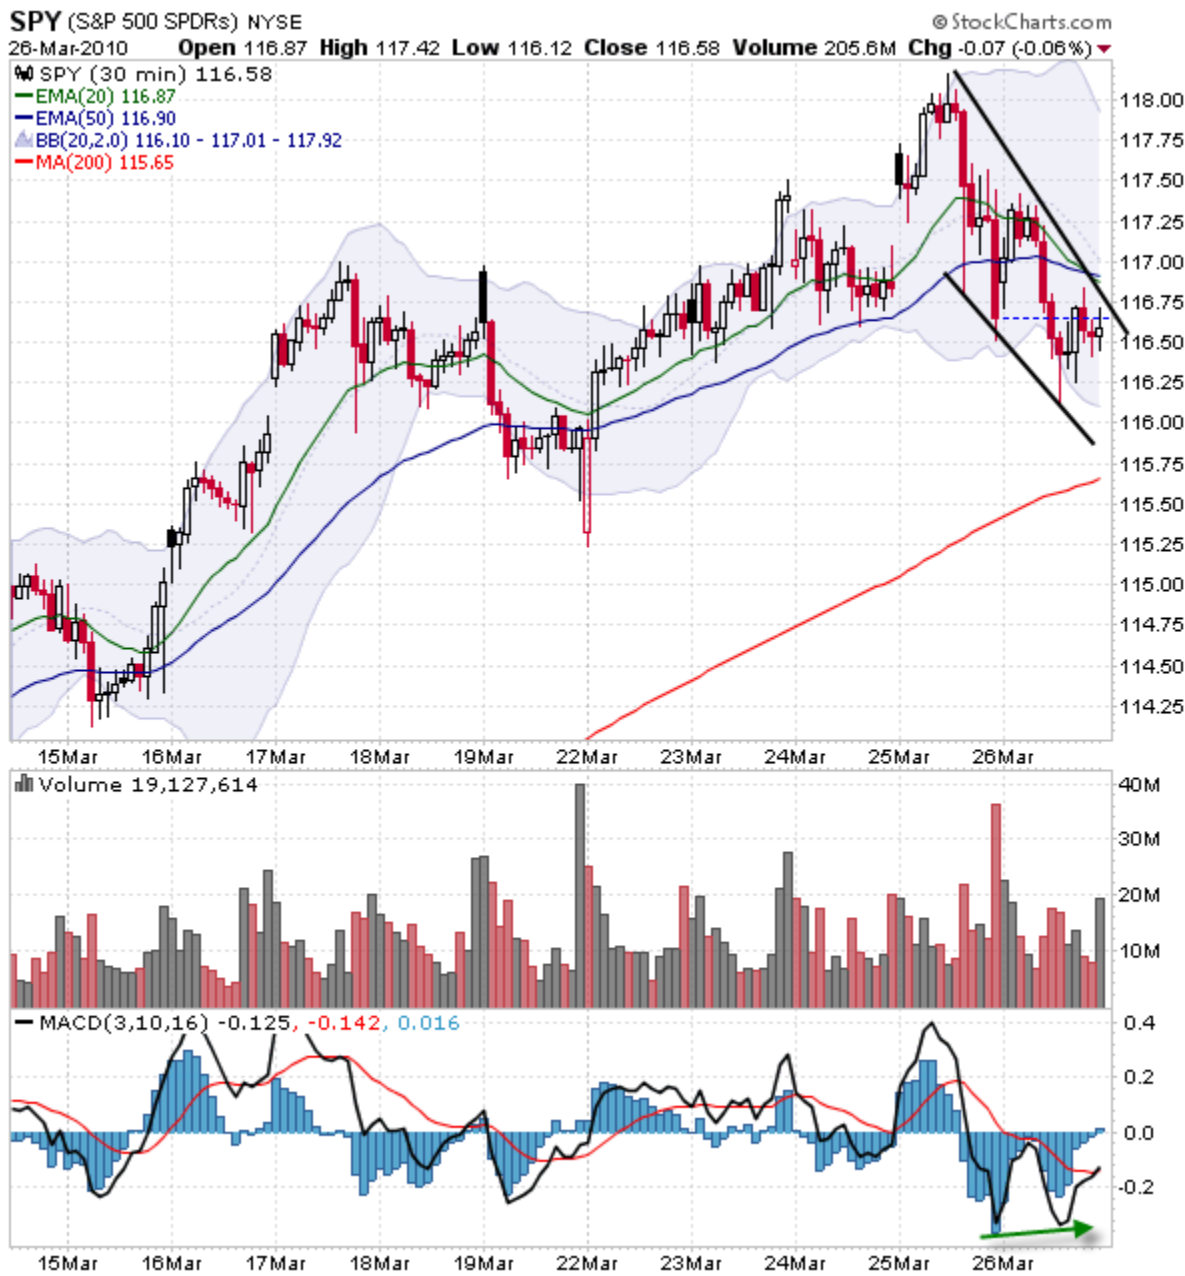 SPY (S&P 500 SPDRs) NYSE © StockCharts.com
26-Mar-2010 Open 116.87 High 117.42 Low 116.12 Close 116.58 Volume 205.6M Chg -0.07 (-0.06%)
SPY (30 min) 116.58
EMA(20) 116.87
EMA(50) 116.90
BB(20,2.0) 116.10 - 117.01 - 117.92
MA(200) 115.65
118.00
117.75
117.50
117.25
117.00
116.75
116.50
116.25
116.00
115.75
115.50
115.25
115.00
114.75
114.50
114.25
15Mar 16Mar 17Mar 18Mar 19Mar 22Mar 23Mar 24Mar 25Mar 26Mar
Volume 19,127,614
40M
30M
20M
10M
MACD(3,10,16) -0.125, -0.142, 0.016
0.4
0.2
0.0
-0.2
15Mar 16Mar 17Mar 18Mar 19Mar 22Mar 23Mar 24Mar 25Mar 26Mar